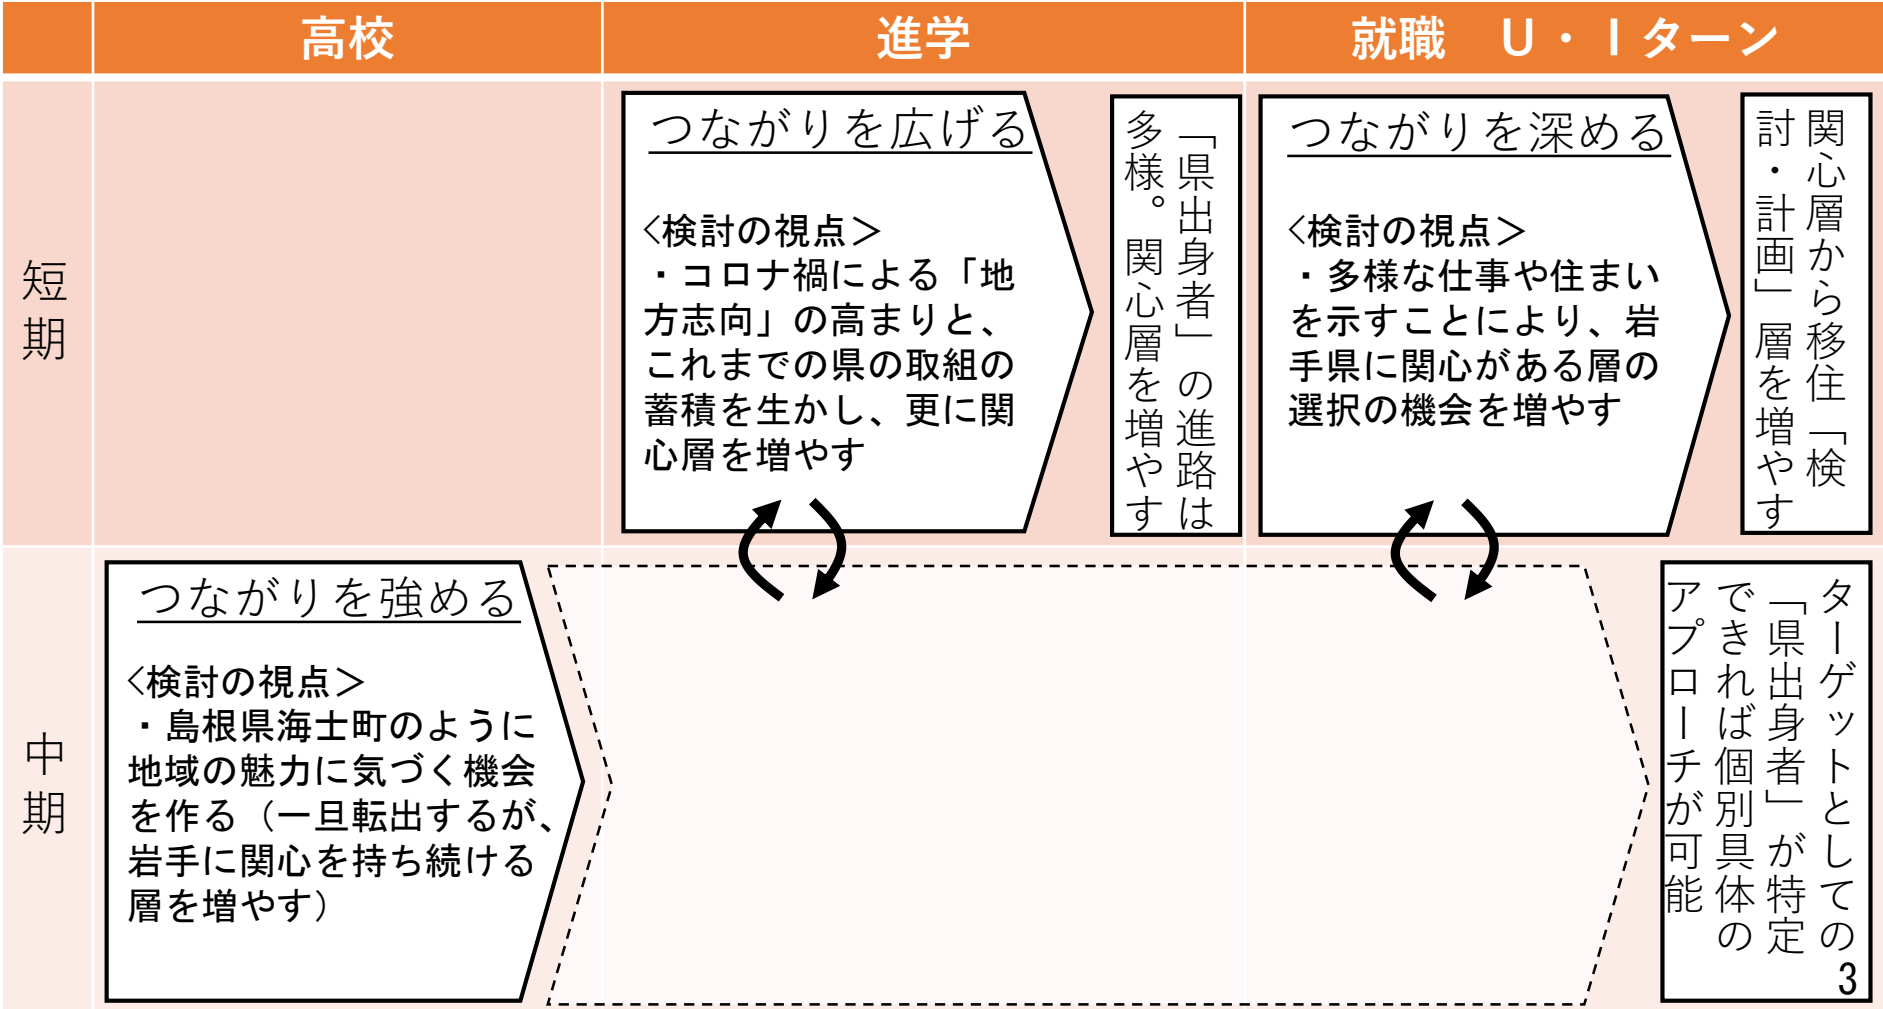 高校
進学
就職　U・Iターン
短期
つながりを広げる
<検討の視点＞
・コロナ禍による「地
方志向」の高まりと、
これまでの県の取組の
蓄積を生かし、更に関
心層を増やす
「県出身者」の進路は
多様。関心層を増やす
つながりを深める
<検討の視点＞
・多様な仕事や住まい
を示すことにより、岩
手県に関心がある層の
選択の機会を増やす
関心層から移住「検
討・計画」層を増やす
中期
つながりを強める
<検討の視点＞
・島根県海士町のように
地域の魅力に気づく機会
を作る（一旦転出するが、
岩手に関心を持ち続ける
層を増やす）
ターゲットとしての
「県出身者」が特定
できれば個別具体の
アプローチが可能
3